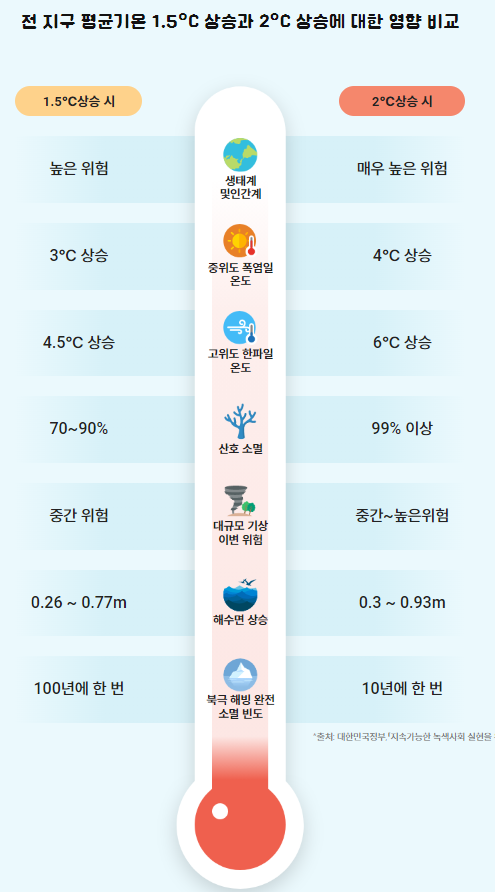 전 지구 평균기온 1.5°C 상승과 2°C 상승에 대한 영향 비교
1.5°C상승 시
2°C상승 시
높은 위험
생태계
및인간계
매우 높은 위험
3°C 상승
중위도 폭염일
온도
4°C 상승
4.5°C 상승
고위도 한파일
온도
6°C 상승
70~90%
산호 소멸
99% 이상
중간 위험
대규모 기상
이변 위험
중간~높은위험
0.26 ~ 0.77m
해수면 상승
0.3 ~ 0.93m
100년에 한 번
북극 해빙 완전
소멸 빈도
10년에 한 번
*출처: 대한민국정부,「지속가능한 녹색사회 실현을